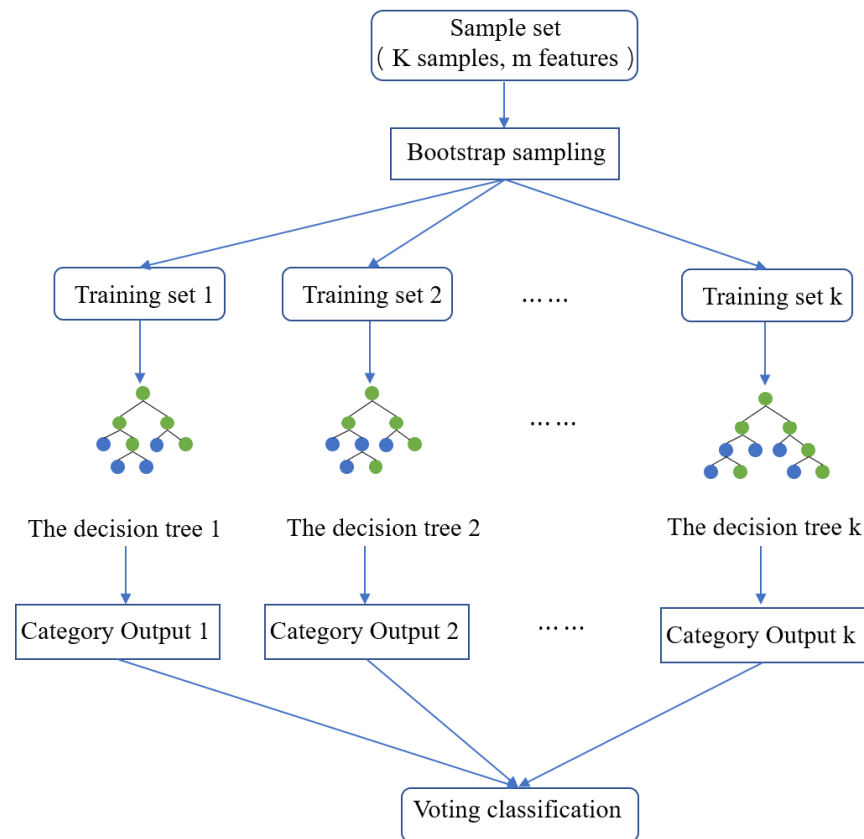 Sample set
( K samples, m features )
Bootstrap sampling
Training set 1
Training set 2
... ...
Training set k
... ...
The decision tree 1
The decision tree 2
The decision tree k
Category Output 1
Category Output 2
... ...
Category Output k
Voting classification